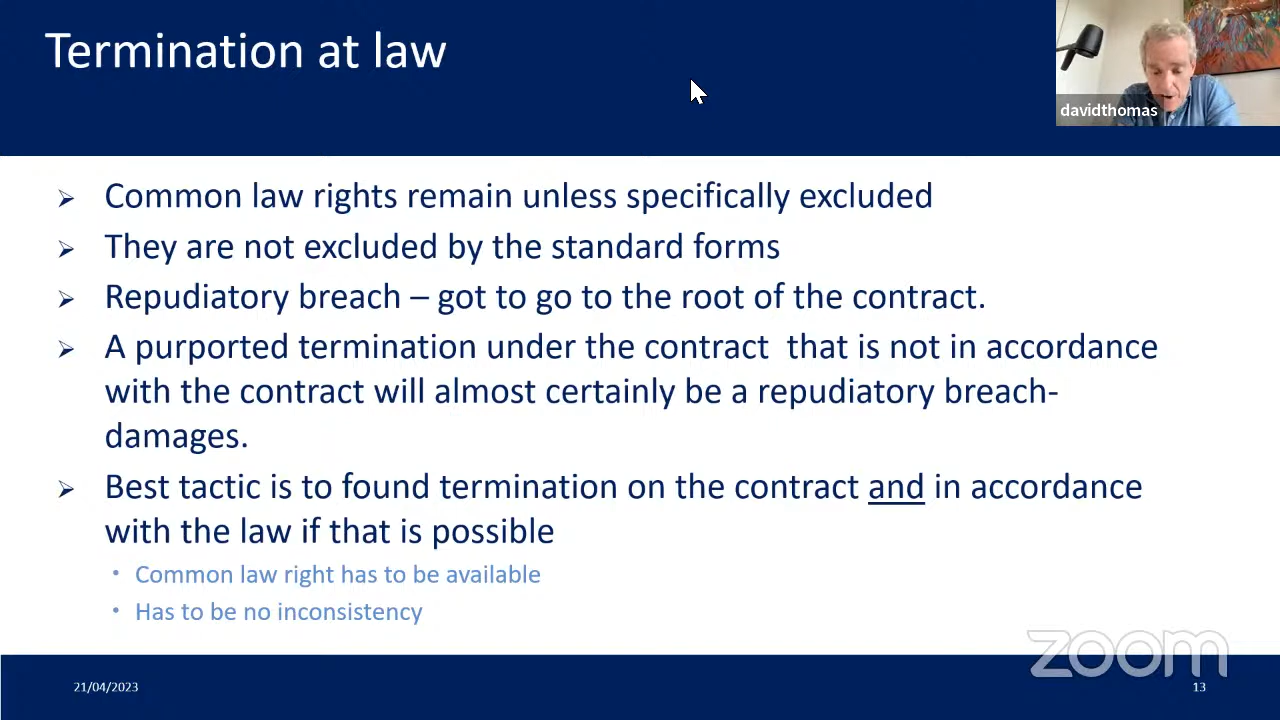 Termination at law
davidthomas
➢ Common law rights remain unless specifically excluded
➢ They are not excluded by the standard forms
➢ Repudiatory breach – got to go to the root of the contract.
➢ A purported termination under the contract  that is not in accordance
with the contract will almost certainly be a repudiatory breach-
damages.
➢ Best tactic is to found termination on the contract and in accordance
with the law if that is possible
• Common law right has to be available
• Has to be no inconsistency
zoom
21/04/2023
13